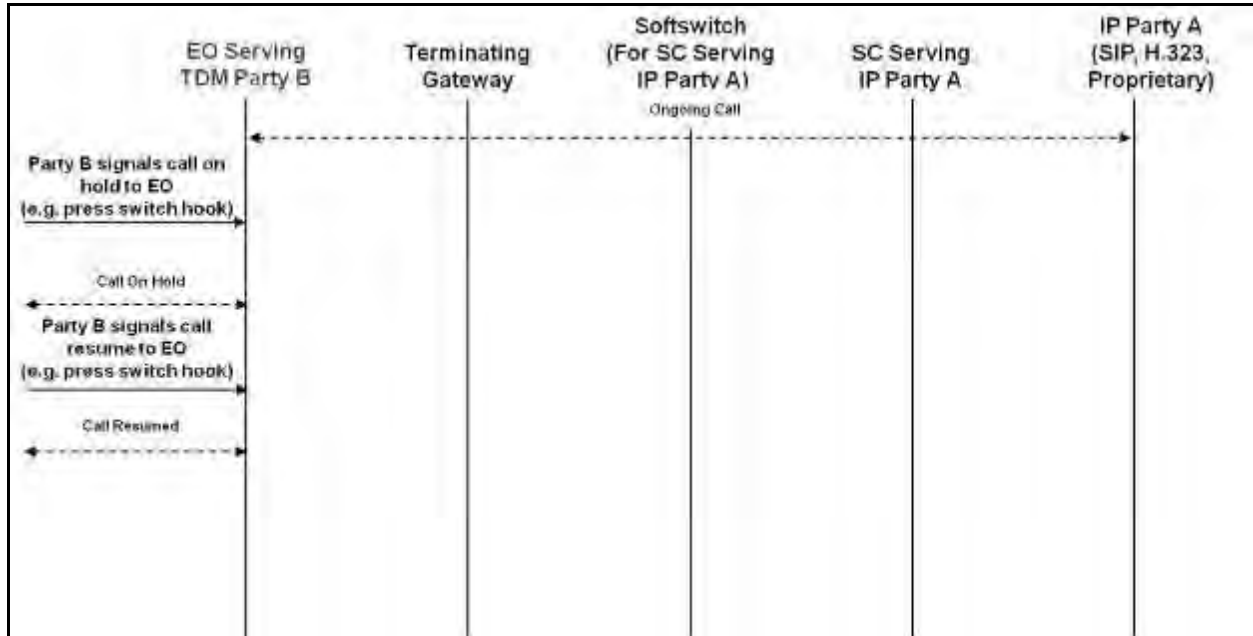 EO Serving
TDM Party B
Terminating
Gateway
Softswitch
(For SC Serving
IP Party A)
SC Serving
IP Party A
IP Party A
(SIP, H.323,
Proprietary)
Ongoing Call
Party B signals call on
hold to EO
(e.g. press switch hook)
Call On Hold
Party B signals call
resume to EO
(e.g. press switch hook)
Call Resumed